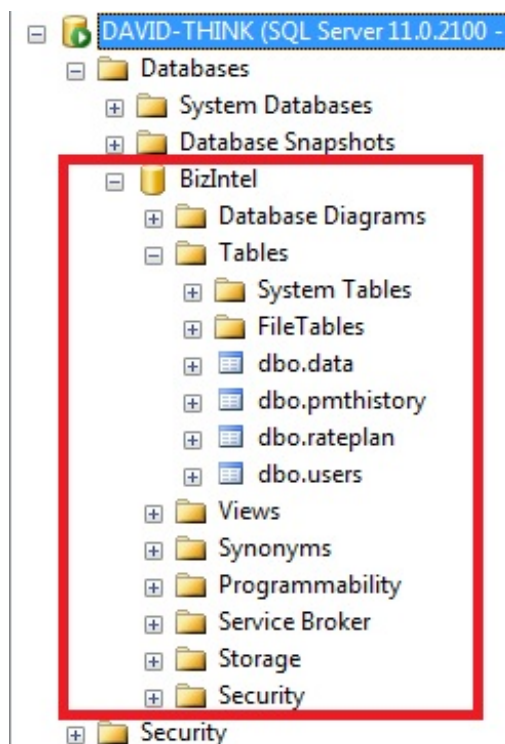 DAVID-THINK (SQL Server 11.0.2100 -
Databases
System Databases
Database Snapshots
BizIntel
Database Diagrams
Tables
System Tables
FileTables
dbo.data
dbo.pmthistory
dbo.rateplan
dbo.users
Views
Synonyms
Programmability
Service Broker
Storage
Security
Security